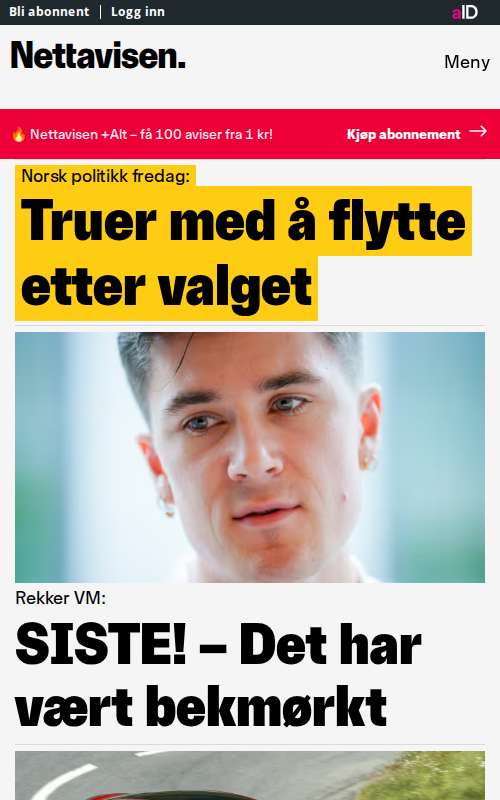 Bli abonnent | Logg inn
aID
Nettavisen.
Meny
🔥 Nettavisen +Alt – få 100 aviser fra 1 kr!
Kjøp abonnement →
Norsk politikk fredag:
Truer med å flytte
etter valget
Rekker VM:
SISTE! – Det har
vært bekmørkt